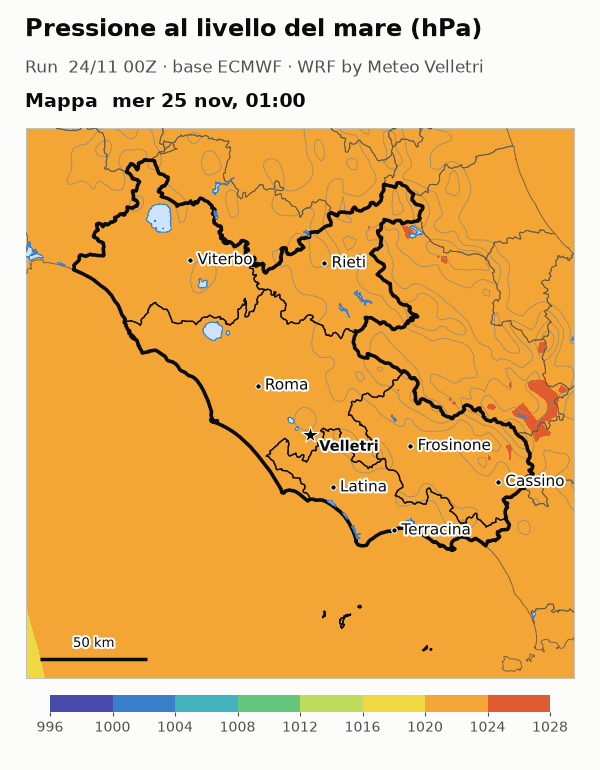 Pressione al livello del mare (hPa)
Run  24/11 00Z · base ECMWF · WRF by Meteo Velletri
Mappa  mer 25 nov, 01:00
Viterbo
Rieti
Roma
Velletri
Frosinone
Cassino
Latina
Terracina
50 km
996 1000 1004 1008 1012 1016 1020 1024 1028